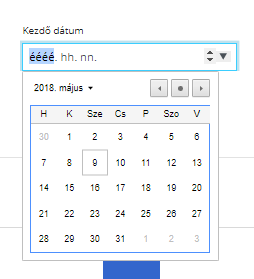 Kezdő dátum
éééé. hh. nn.
2018. május
H K Sze Cs P Szo V
30 1 2 3 4 5 6
7 8 9 10 11 12 13
14 15 16 17 18 19 20
21 22 23 24 25 26 27
28 29 30 31 1 2 3